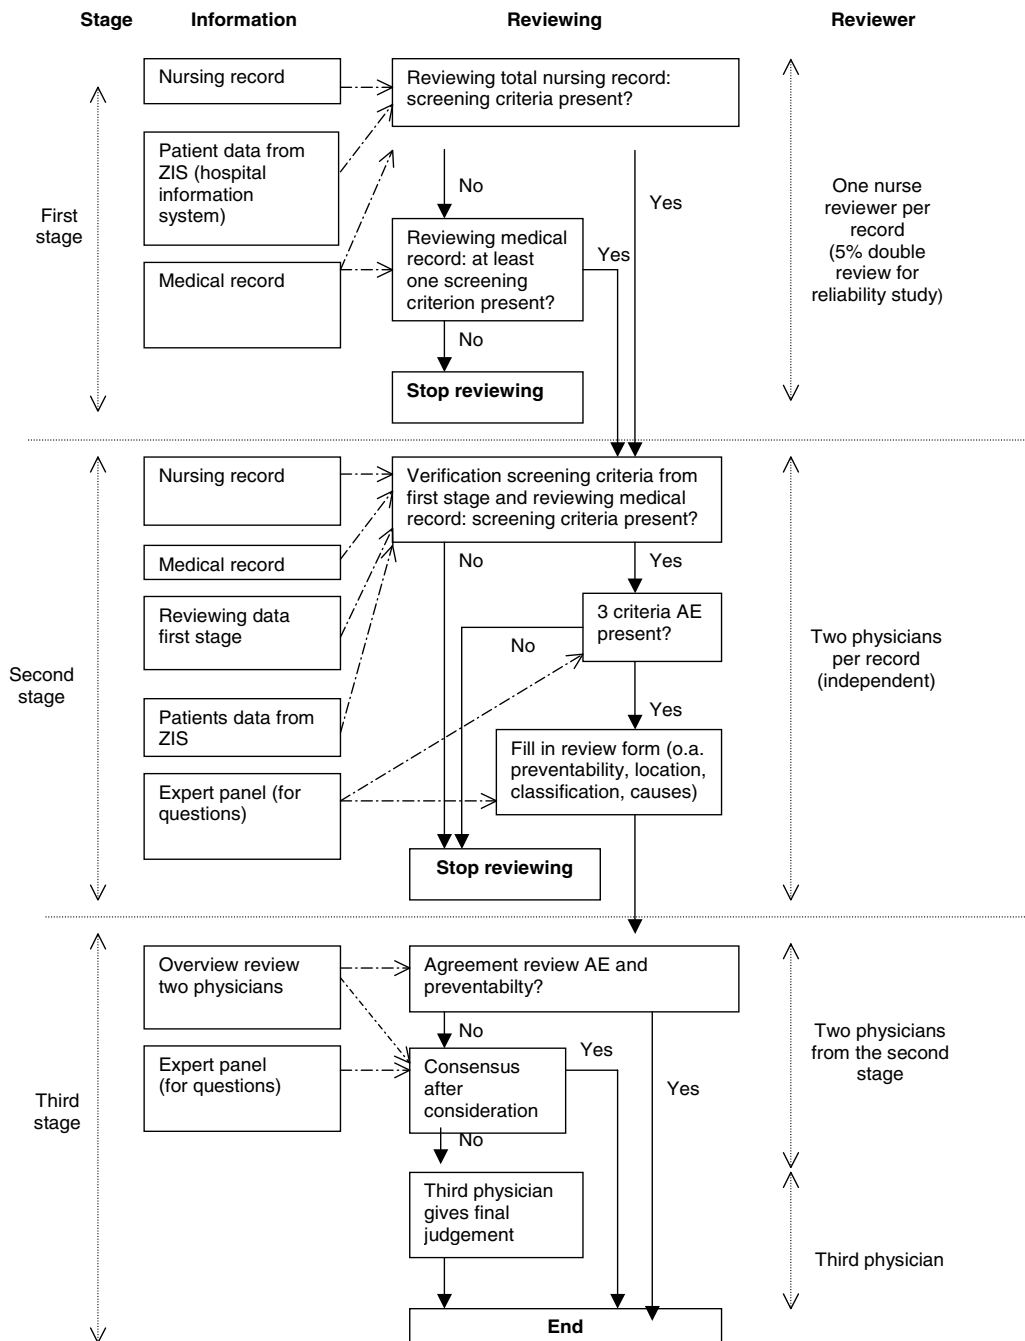 Stage Information Reviewing Reviewer
Nursing record
Reviewing total nursing record:
screening criteria present?
Patient data from
ZIS (hospital
information
system)
No
Yes
First
stage
One nurse
reviewer per
record
(5% double
review for
reliability study)
Medical record
Reviewing medical
record: at least
one screening
criterion present?
Yes
No
Stop reviewing
Nursing record
Verification screening criteria from
first stage and reviewing medical
record: screening criteria present?
Medical record
No
Yes
Reviewing data
first stage
3 criteria AE
present?
No
Second
stage
Two physicians
per record
(independent)
Patients data from
ZIS
Yes
Fill in review form (o.a.
preventability, location,
classification, causes)
Expert panel (for
questions)
Stop reviewing
Overview review
two physicians
Agreement review AE and
preventabilty?
No
Yes
Yes
Expert panel
(for questions)
Consensus
after
consideration
Two physicians
from the second
stage
Third
stage
No
Third physician
gives final
judgement
Third physician
End